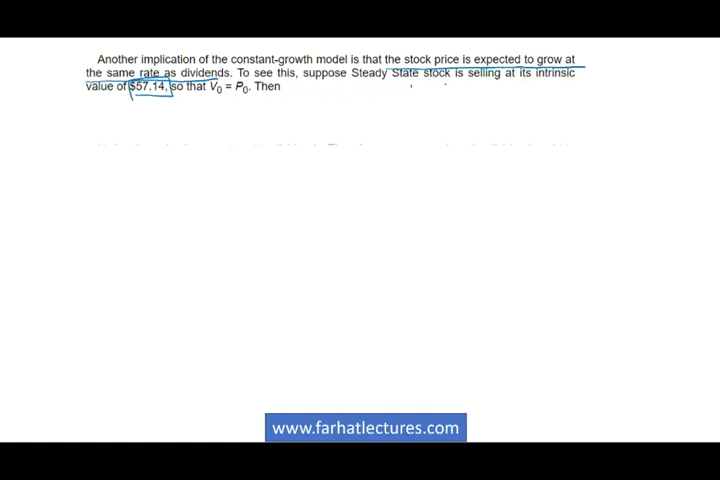 Another implication of the constant-growth model is that the stock price is expected to grow at
the same rate as dividends. To see this, suppose Steady State stock is selling at its intrinsic
value of $57.14, so that V₀ = P₀. Then
www.farhatlectures.com